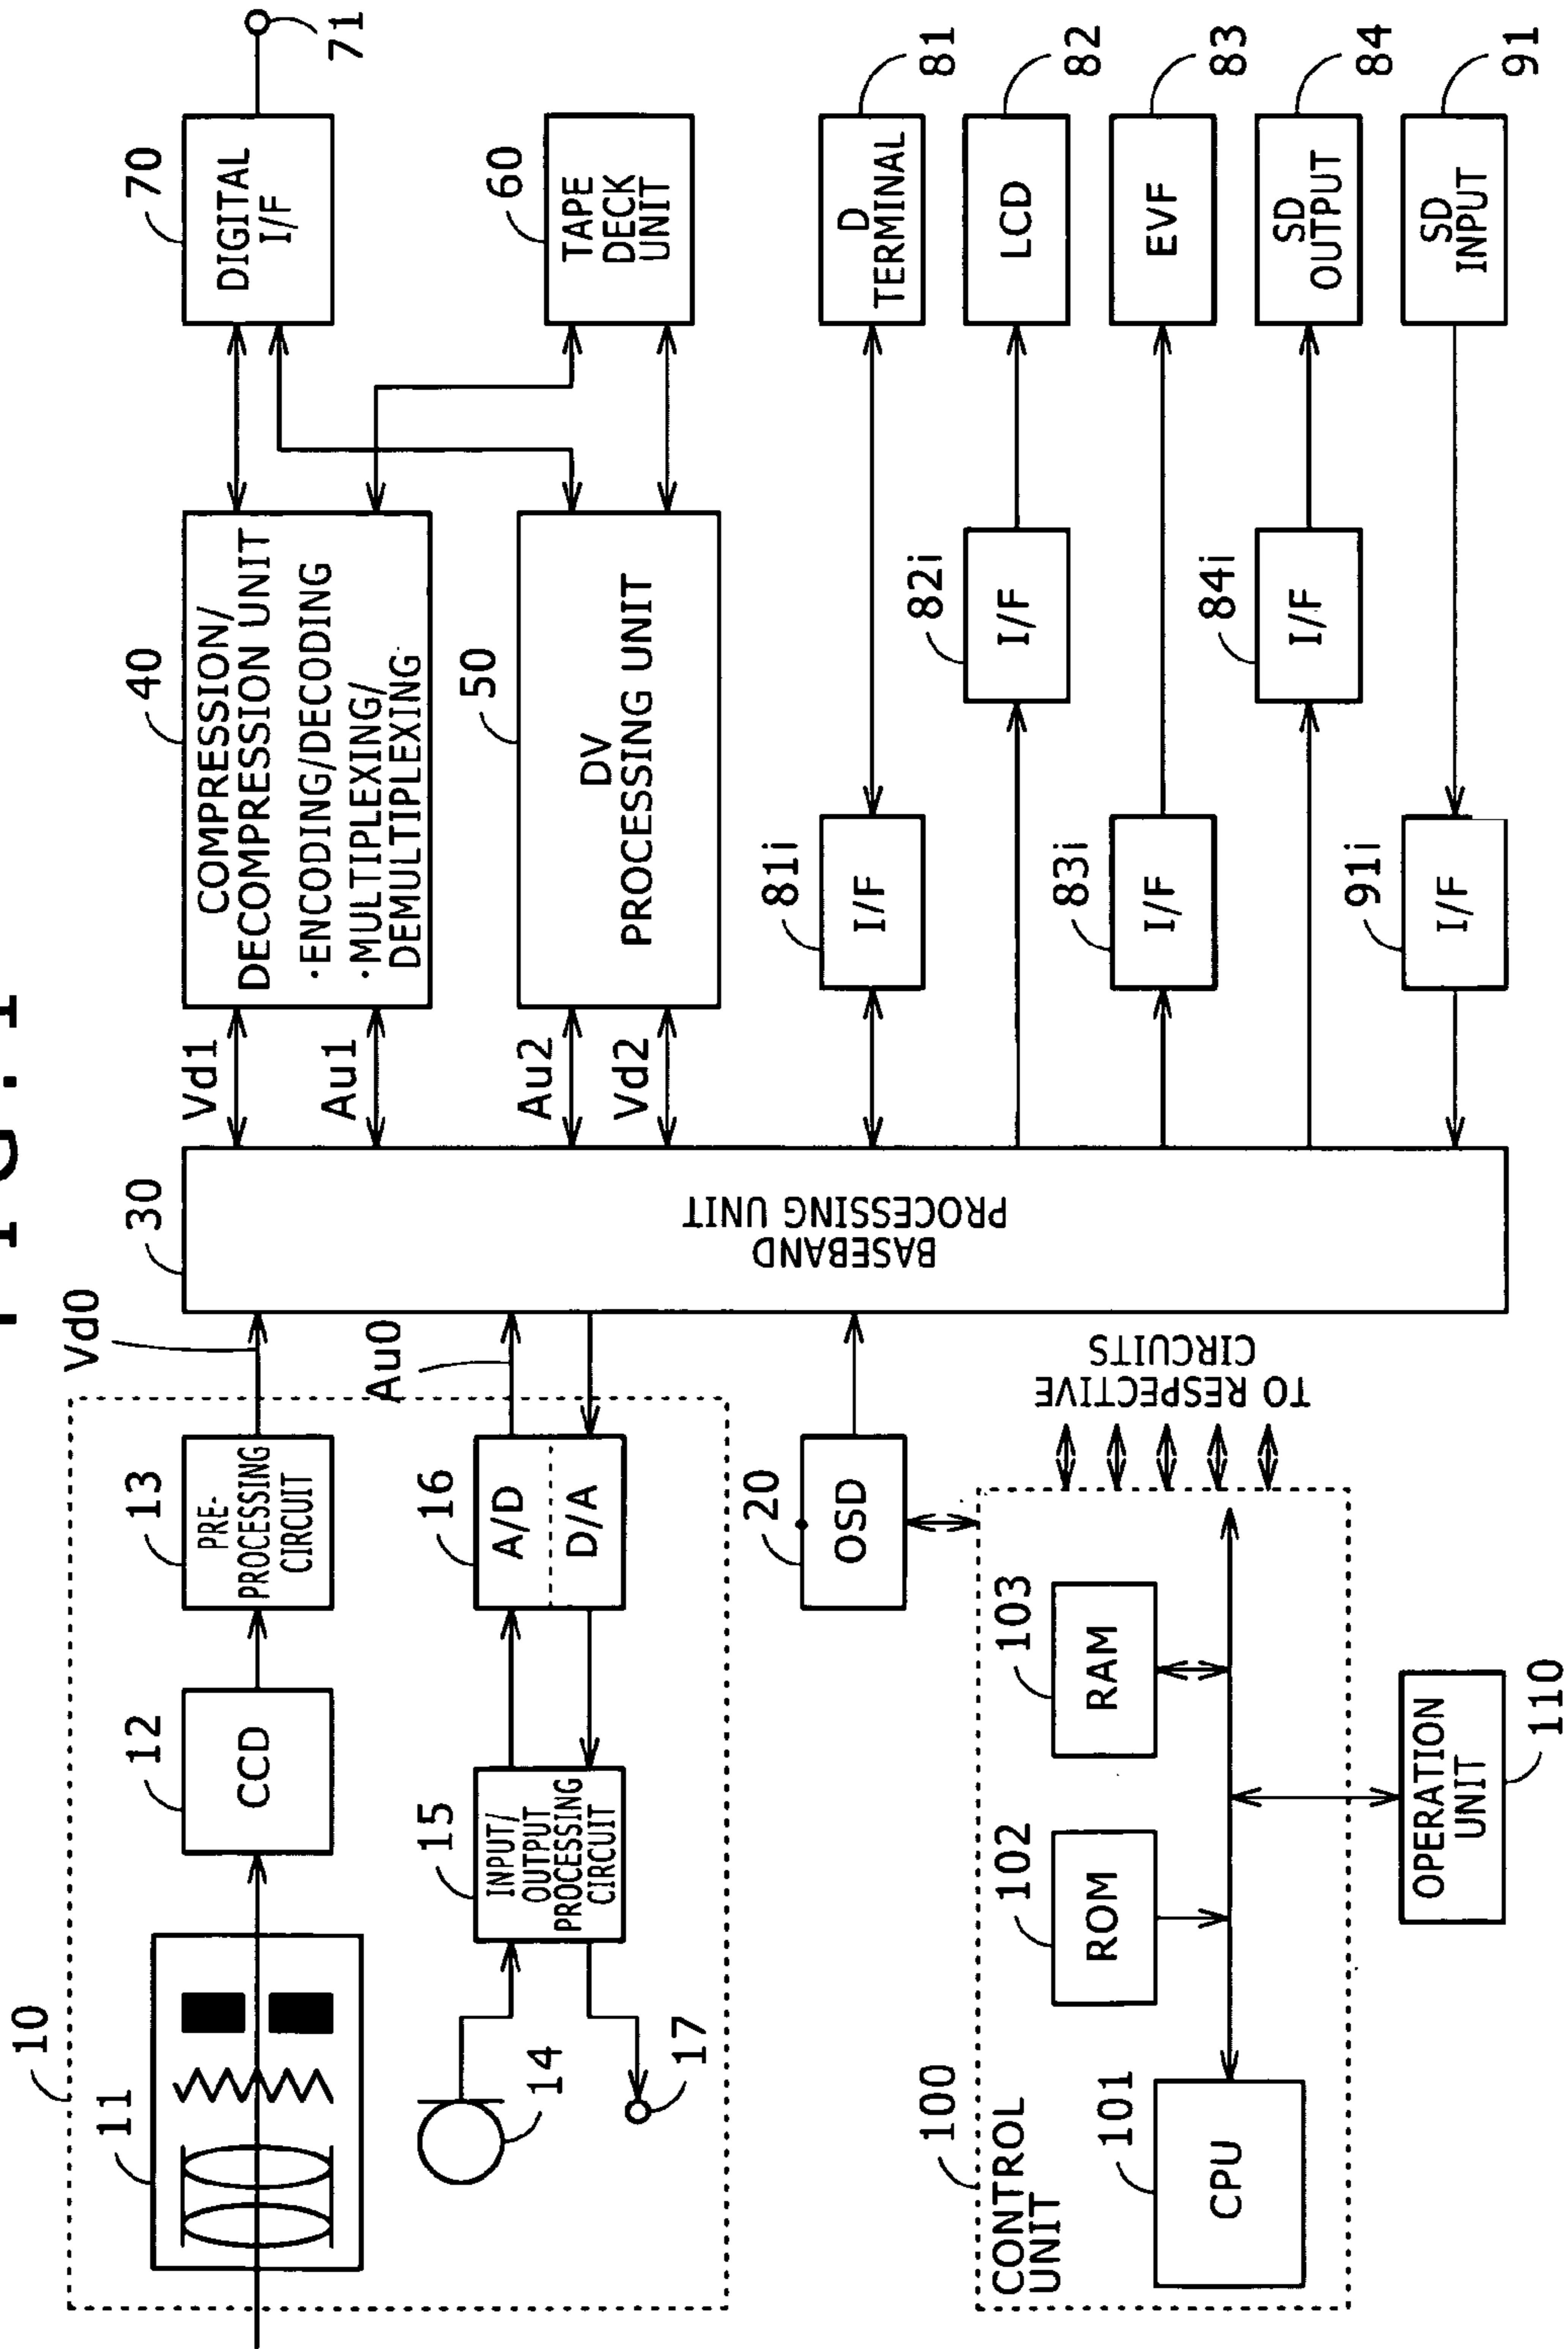 FIG. 1
10
11
12
CCD
13
PRE-
PROCESSING
CIRCUIT
Vd0
14
15
INPUT/
OUTPUT
PROCESSING
CIRCUIT
16
A/D
D/A
17
Au0
20
OSD
30
BASEBAND
PROCESSING UNIT
Vd1
Au1
Au2
Vd2
40
COMPRESSION/
DECOMPRESSION UNIT
·ENCODING/DECODING
·MULTIPLEXING/
DEMULTIPLEXING
50
DV
PROCESSING UNIT
60
TAPE
DECK
UNIT
70
DIGITAL
I/F
71
81i
I/F
D
TERMINAL
81
82i
I/F
LCD
82
83i
I/F
EVF
83
84i
I/F
SD
OUTPUT
84
91i
I/F
SD
INPUT
91
100
CONTROL
UNIT
101
CPU
102
ROM
103
RAM
TO RESPECTIVE
CIRCUITS
OPERATION
UNIT
110